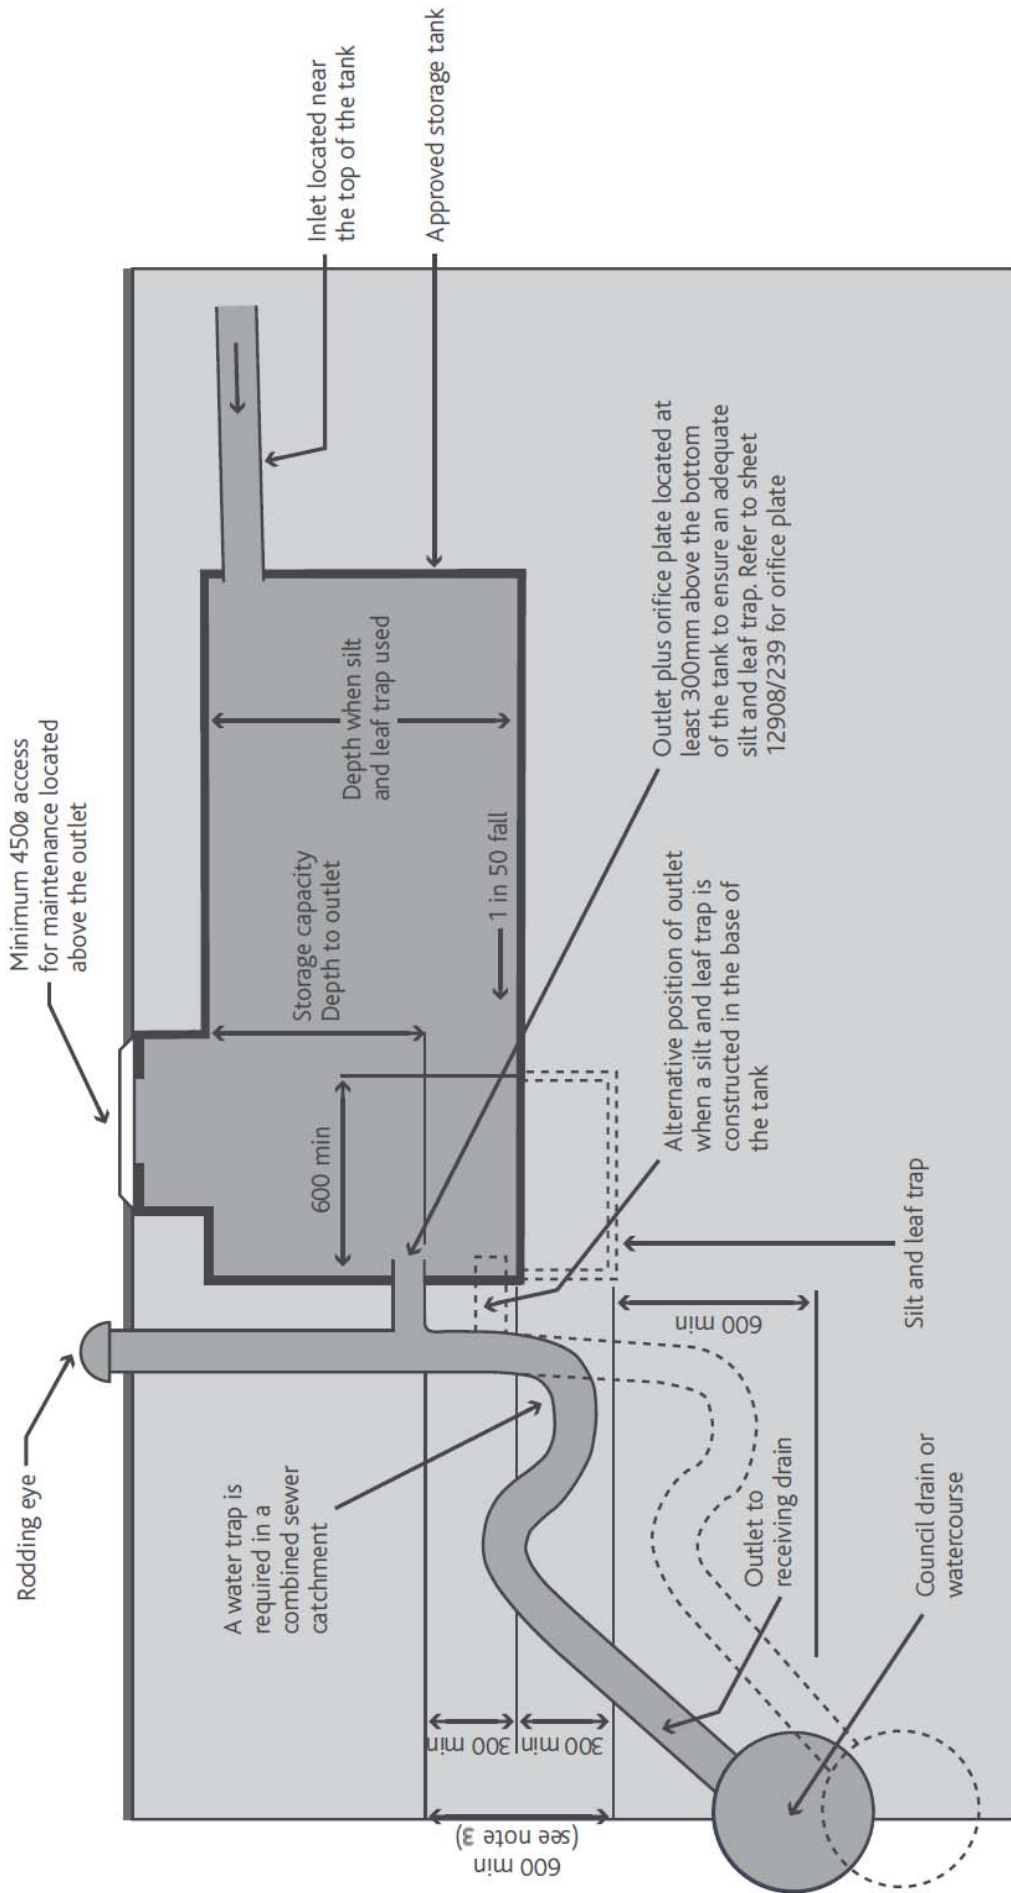 Rodding eye
Minimum 450ø access
for maintenance located
above the outlet
A water trap is
required in a
combined sewer
catchment
600 min
Storage capacity
Depth to outlet
Depth when silt
and leaf trap used
1 in 50 fall
Inlet located near
the top of the tank
Approved storage tank
600 min
(see note 3)
300 min
300 min
600 min
Outlet to
receiving drain
Council drain or
watercourse
Silt and leaf trap
Alternative position of outlet
when a silt and leaf trap is
constructed in the base of
the tank
Outlet plus orifice plate located at
least 300mm above the bottom
of the tank to ensure an adequate
silt and leaf trap. Refer to sheet
12908/239 for orifice plate